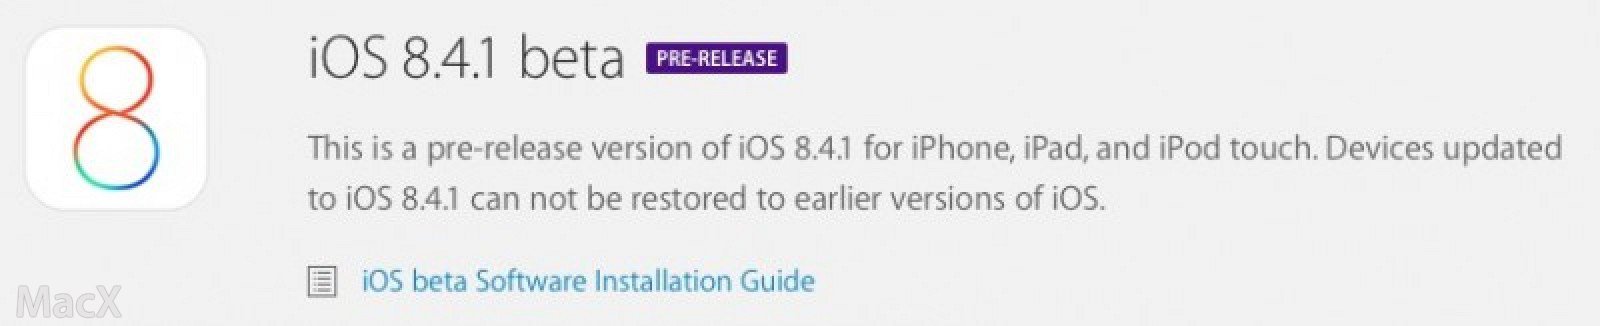 8
iOS 8.4.1 beta PRE-RELEASE
This is a pre-release version of iOS 8.4.1 for iPhone, iPad, and iPod touch. Devices updated
to iOS 8.4.1 can not be restored to earlier versions of iOS.
iOS beta Software Installation Guide
MacX